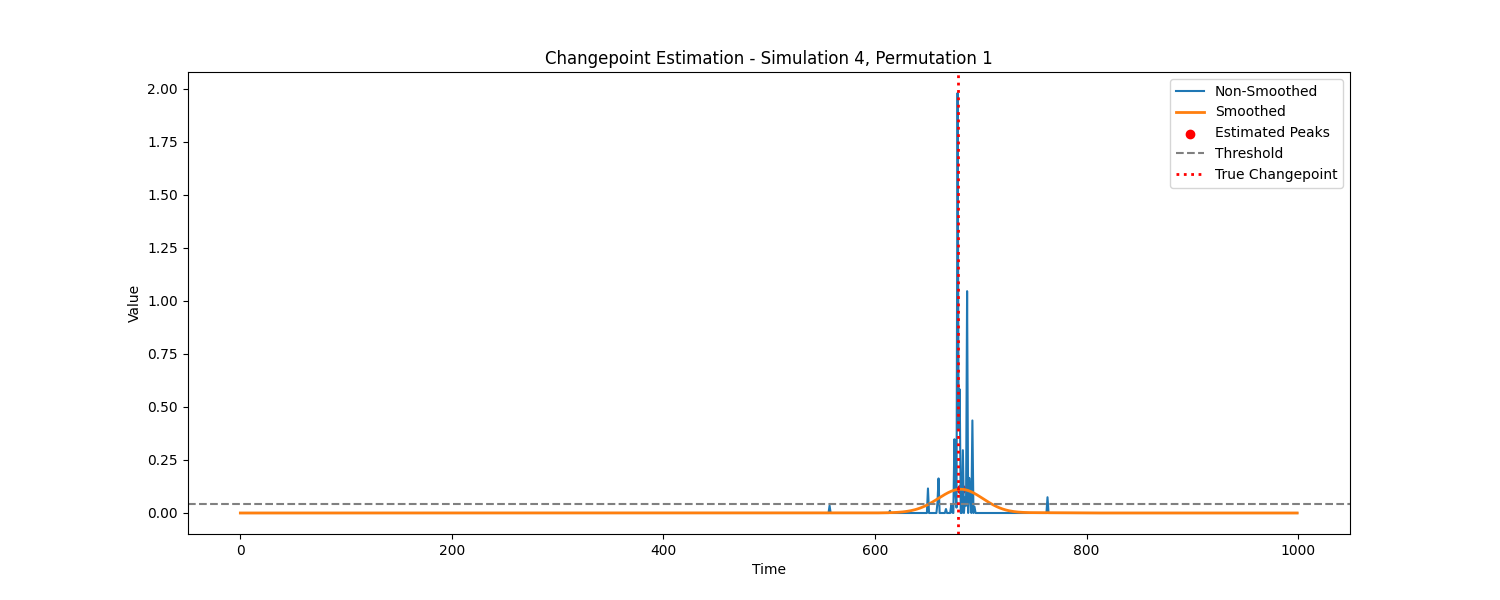 Changepoint Estimation - Simulation 4, Permutation 1
2.00
1.75
1.50
1.25
1.00
0.75
0.50
0.25
0.00
Value
0 200 400 600 800 1000
Time
Non-Smoothed
Smoothed
Estimated Peaks
Threshold
True Changepoint